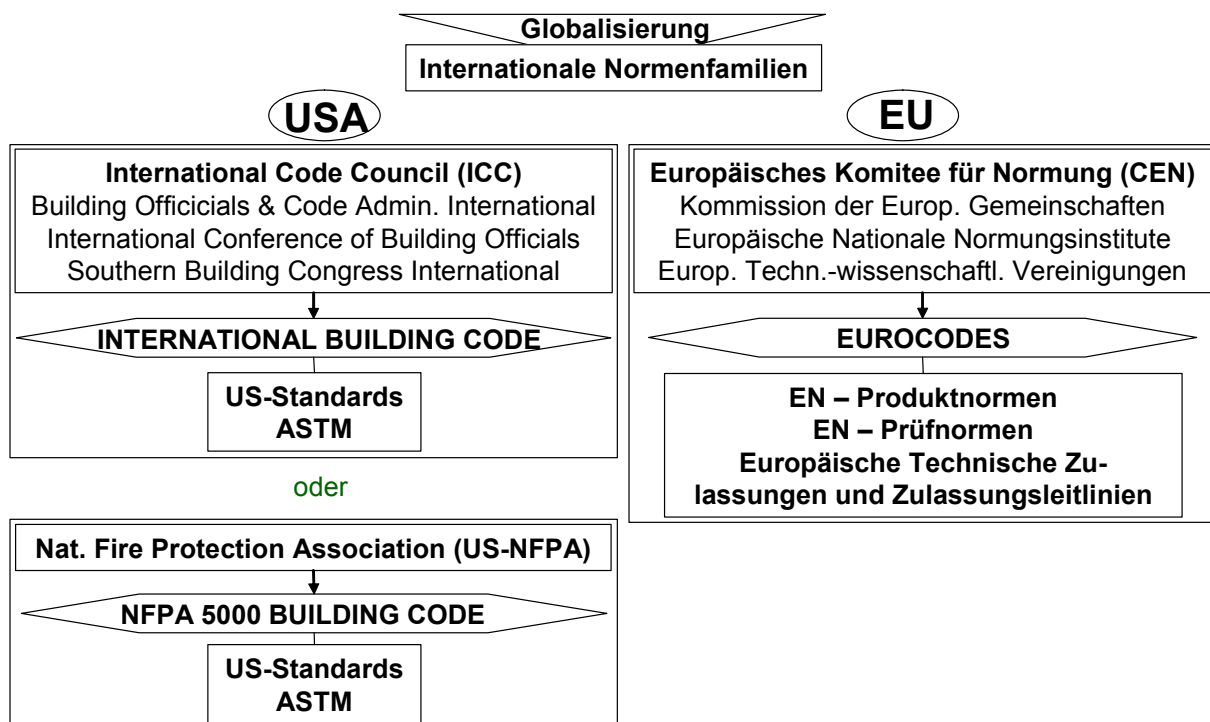 Globalisierung
Internationale Normenfamilien
USA
International Code Council (ICC)
Building Officicials & Code Admin. International
International Conference of Building Officials
Southern Building Congress International
INTERNATIONAL BUILDING CODE
US-Standards
ASTM
oder
Nat. Fire Protection Association (US-NFPA)
NFPA 5000 BUILDING CODE
US-Standards
ASTM
EU
Europäisches Komitee für Normung (CEN)
Kommission der Europ. Gemeinschaften
Europäische Nationale Normungsinstitute
Europ. Techn.-wissenschaftl. Vereinigungen
EUROCODES
EN – Produktnormen
EN – Prüfnormen
Europäische Technische Zu-
lassungen und Zulassungsleitlinien